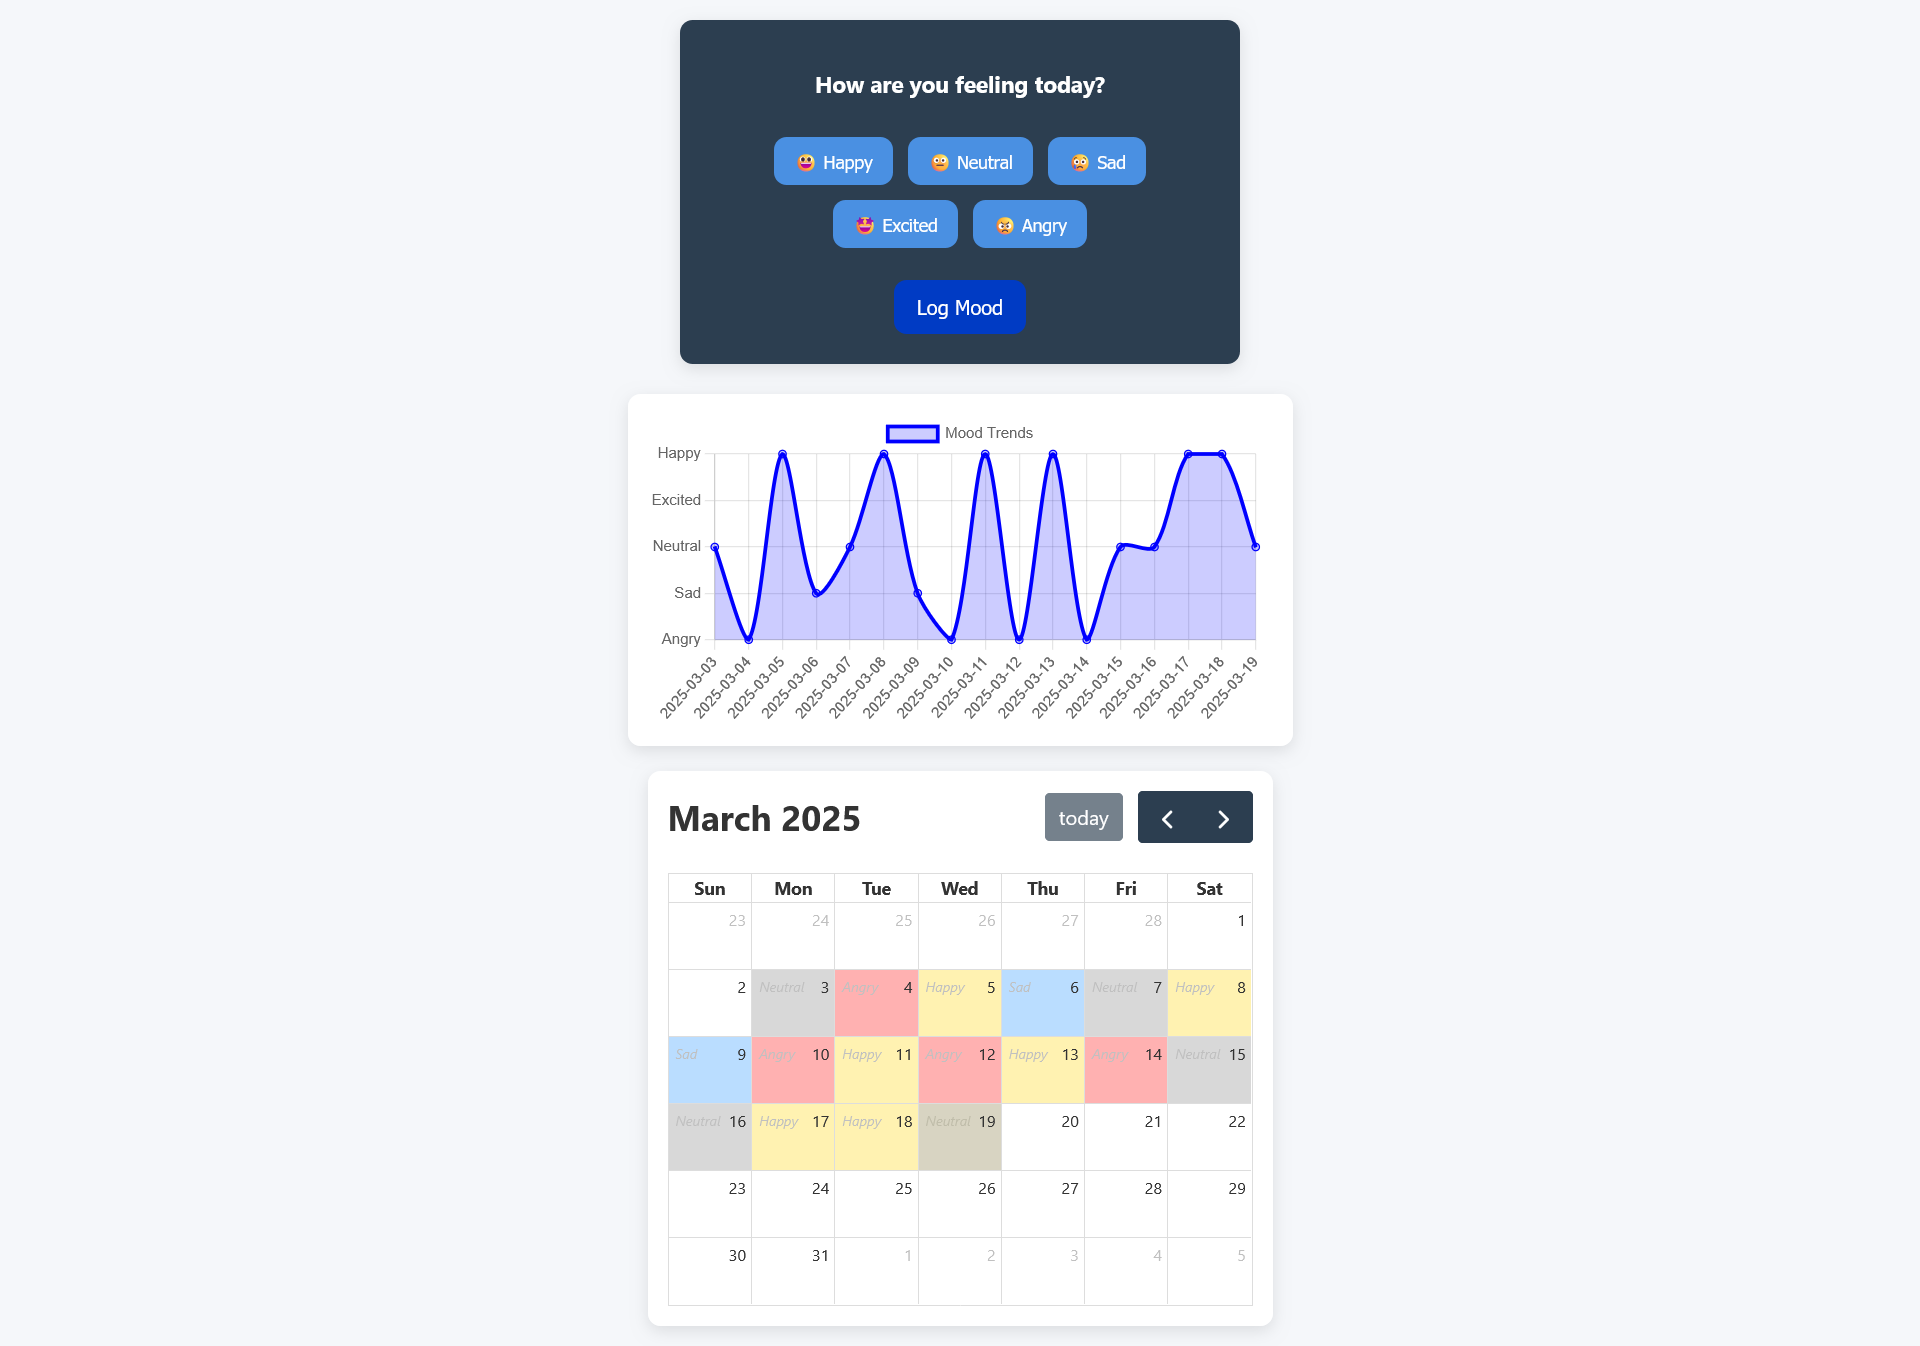 How are you feeling today?
😃 Happy 😐 Neutral 😢 Sad
🤩 Excited 😠 Angry
Log Mood
Mood Trends
Happy
Excited
Neutral
Sad
Angry
2025-03-03 2025-03-04 2025-03-05 2025-03-06 2025-03-07 2025-03-08 2025-03-09 2025-03-10 2025-03-11 2025-03-12 2025-03-13 2025-03-14 2025-03-15 2025-03-16 2025-03-17 2025-03-18 2025-03-19
March 2025 today
Sun Mon Tue Wed Thu Fri Sat
23 24 25 26 27 28 1
2 Neutral 3 Angry 4 Happy 5 Sad 6 Neutral 7 Happy 8
Sad 9 Angry 10 Happy 11 Angry 12 Happy 13 Angry 14 Neutral 15
Neutral 16 Happy 17 Happy 18 Neutral 19 20 21 22
23 24 25 26 27 28 29
30 31 1 2 3 4 5